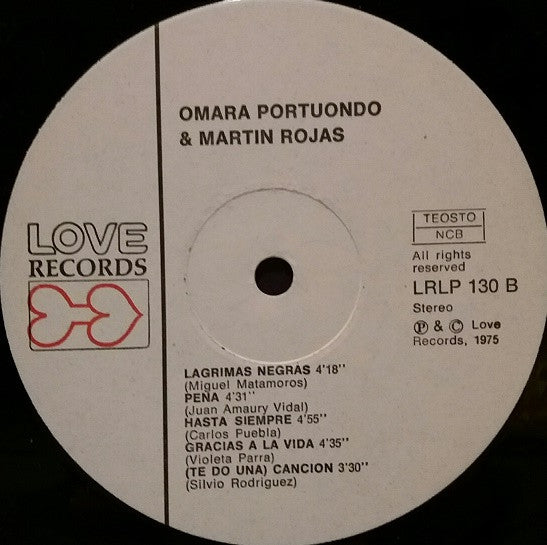 OMARA PORTUONDO
& MARTIN ROJAS
LOVE
RECORDS
TEOSTO
NCB
All rights
reserved
LRLP 130 B
Stereo
Ⓟ & © Love
Records, 1975
LAGRIMAS NEGRAS 4'18''
(Miguel Matamoros)
PEÑA 4'31''
(Juan Amaury Vidal)
HASTA SIEMPRE 4'55''
(Carlos Puebla)
GRACIAS A LA VIDA 4'35''
(Violeta Parra)
(TE DO UNA) CANCION 3'30''
(Silvio Rodriguez)